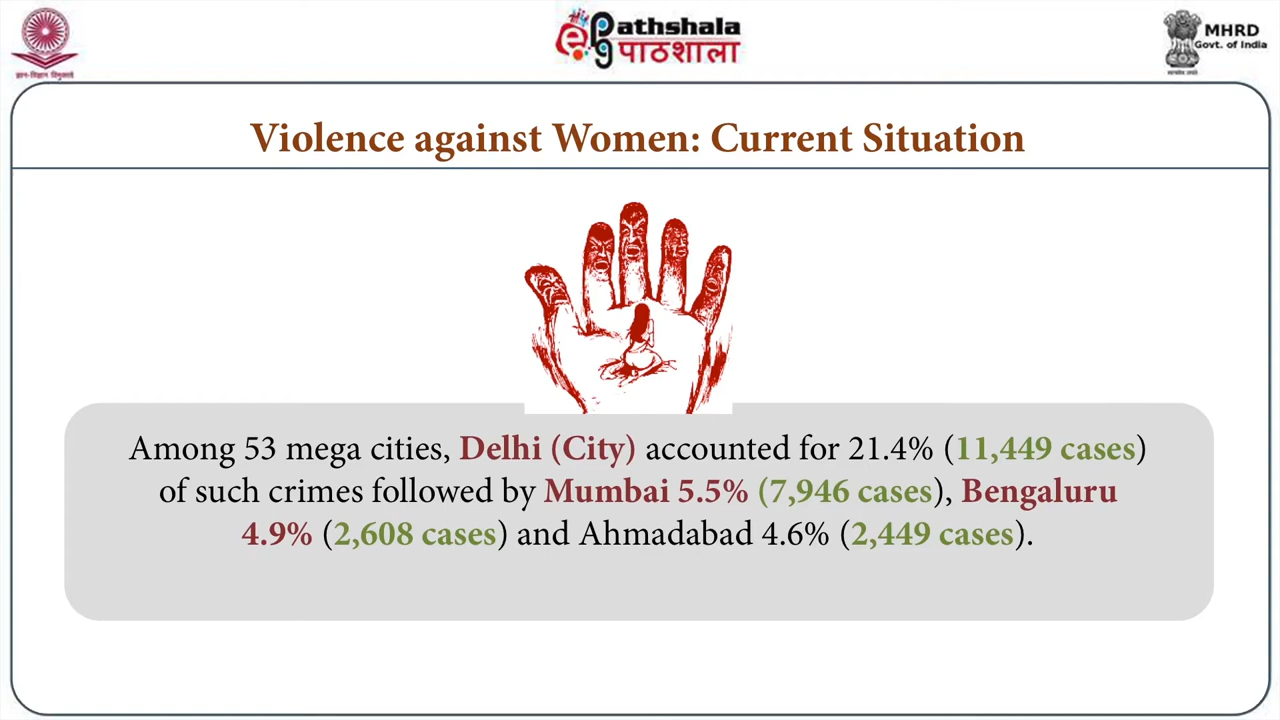 Pathshala
पाठशाला
MHRD
Govt. of India
Violence against Women: Current Situation
Among 53 mega cities, Delhi (City) accounted for 21.4% (11,449 cases)
of such crimes followed by Mumbai 5.5% (7,946 cases), Bengaluru
4.9% (2,608 cases) and Ahmadabad 4.6% (2,449 cases).